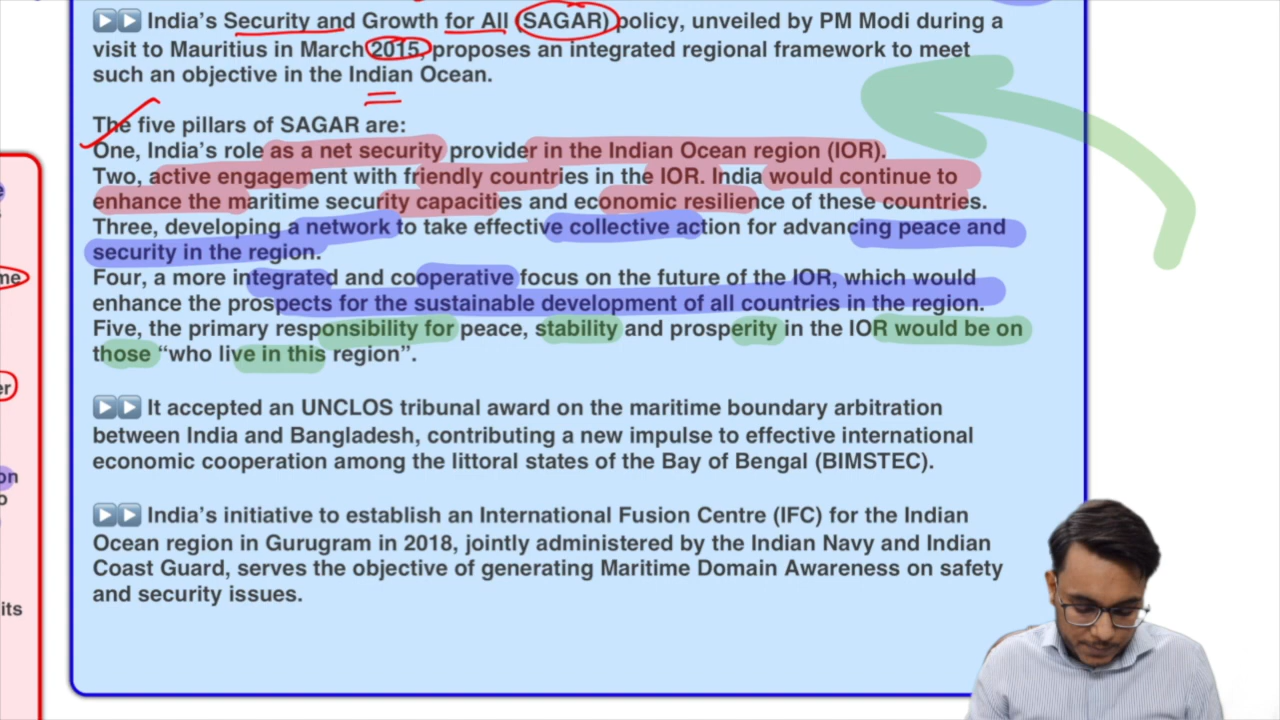 India’s Security and Growth for All (SAGAR) policy, unveiled by PM Modi during a
visit to Mauritius in March 2015, proposes an integrated regional framework to meet
such an objective in the Indian Ocean.
The five pillars of SAGAR are:
One, India’s role as a net security provider in the Indian Ocean region (IOR).
Two, active engagement with friendly countries in the IOR. India would continue to
enhance the maritime security capacities and economic resilience of these countries.
Three, developing a network to take effective collective action for advancing peace and
security in the region.
Four, a more integrated and cooperative focus on the future of the IOR, which would
enhance the prospects for the sustainable development of all countries in the region.
Five, the primary responsibility for peace, stability and prosperity in the IOR would be on
those “who live in this region”.
It accepted an UNCLOS tribunal award on the maritime boundary arbitration
between India and Bangladesh, contributing a new impulse to effective international
economic cooperation among the littoral states of the Bay of Bengal (BIMSTEC).
India’s initiative to establish an International Fusion Centre (IFC) for the Indian
Ocean region in Gurugram in 2018, jointly administered by the Indian Navy and Indian
Coast Guard, serves the objective of generating Maritime Domain Awareness on safety
and security issues.